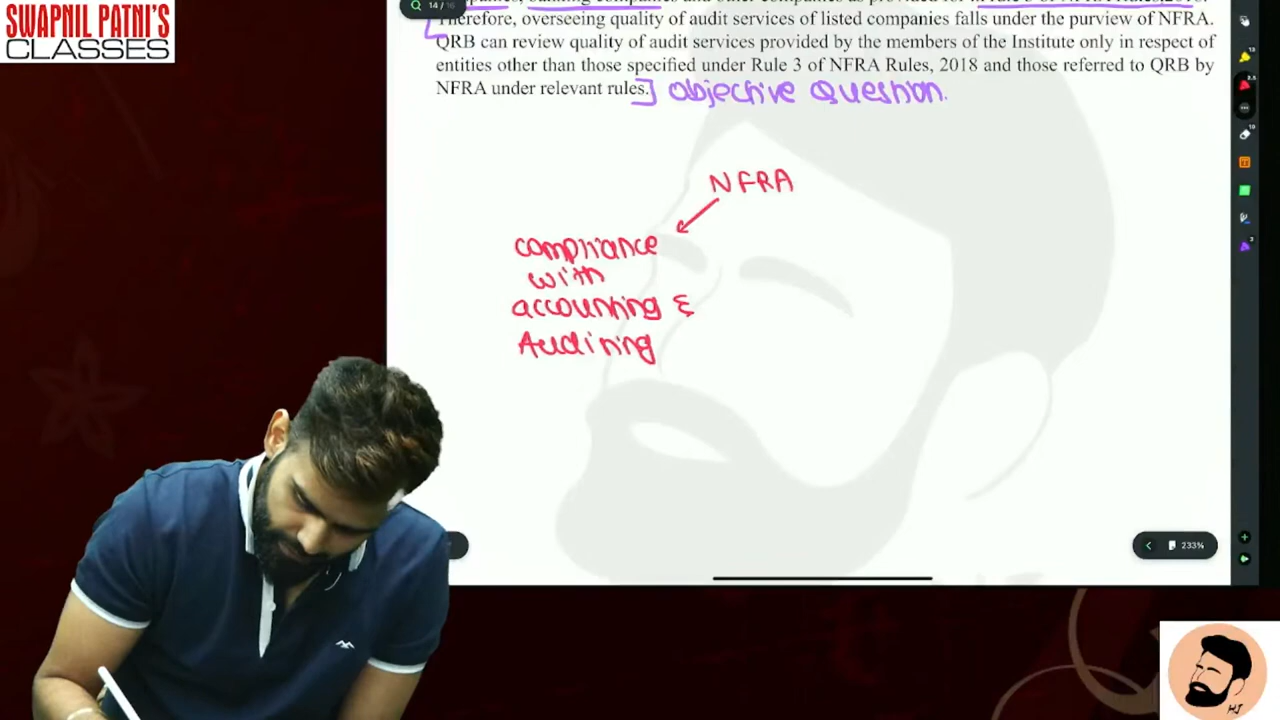 SWAPNIL PATNI'S
CLASSES
14 / 16
Therefore, overseeing quality of audit services of listed companies falls under the purview of NFRA.
QRB can review quality of audit services provided by the members of the Institute only in respect of
entities other than those specified under Rule 3 of NFRA Rules, 2018 and those referred to QRB by
NFRA under relevant rules.] objective Question.
NFRA
compliance
with
accounting &
Auditing
233%
HJ